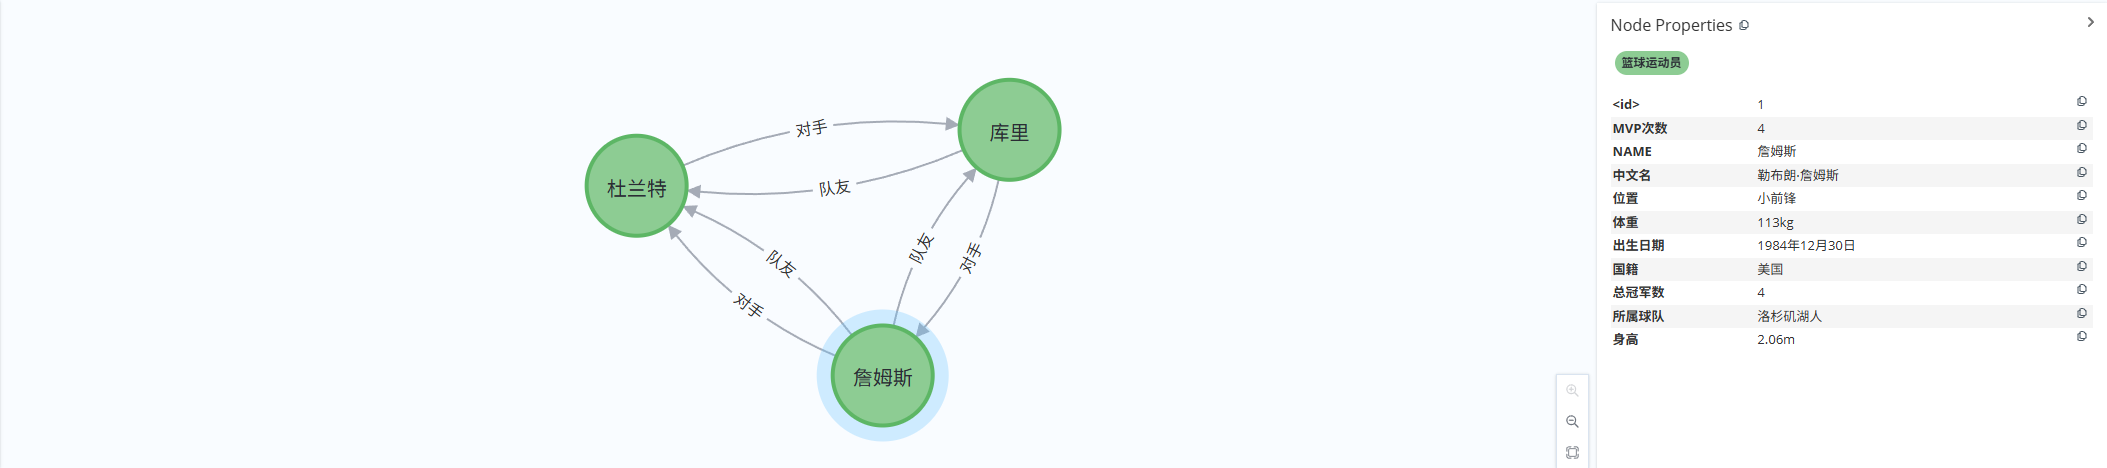 对手
库里
杜兰特
队友
队友
队友
对手
对手
詹姆斯
Node Properties
篮球运动员
<id> 1
MVP次数 4
NAME 詹姆斯
中文名 勒布朗·詹姆斯
位置 小前锋
体重 113kg
出生日期 1984年12月30日
国籍 美国
总冠军数 4
所属球队 洛杉矶湖人
身高 2.06m